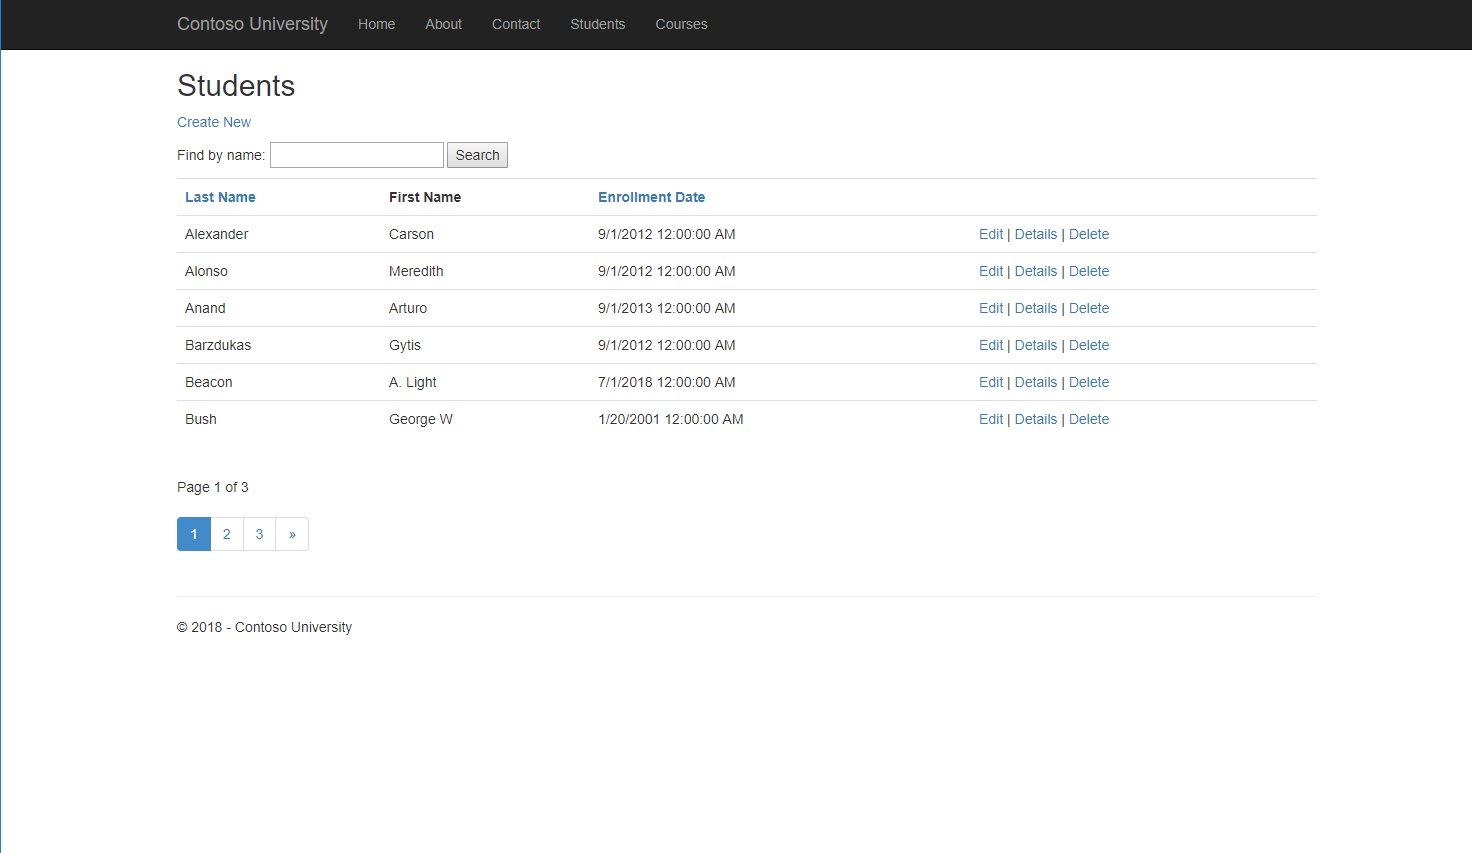 Contoso University Home About Contact Students Courses
Students
Create New
Find by name: Search
Last Name First Name Enrollment Date
Alexander Carson 9/1/2012 12:00:00 AM Edit | Details | Delete
Alonso Meredith 9/1/2012 12:00:00 AM Edit | Details | Delete
Anand Arturo 9/1/2013 12:00:00 AM Edit | Details | Delete
Barzdukas Gytis 9/1/2012 12:00:00 AM Edit | Details | Delete
Beacon A. Light 7/1/2018 12:00:00 AM Edit | Details | Delete
Bush George W 1/20/2001 12:00:00 AM Edit | Details | Delete
Page 1 of 3
1 2 3 »
© 2018 - Contoso University